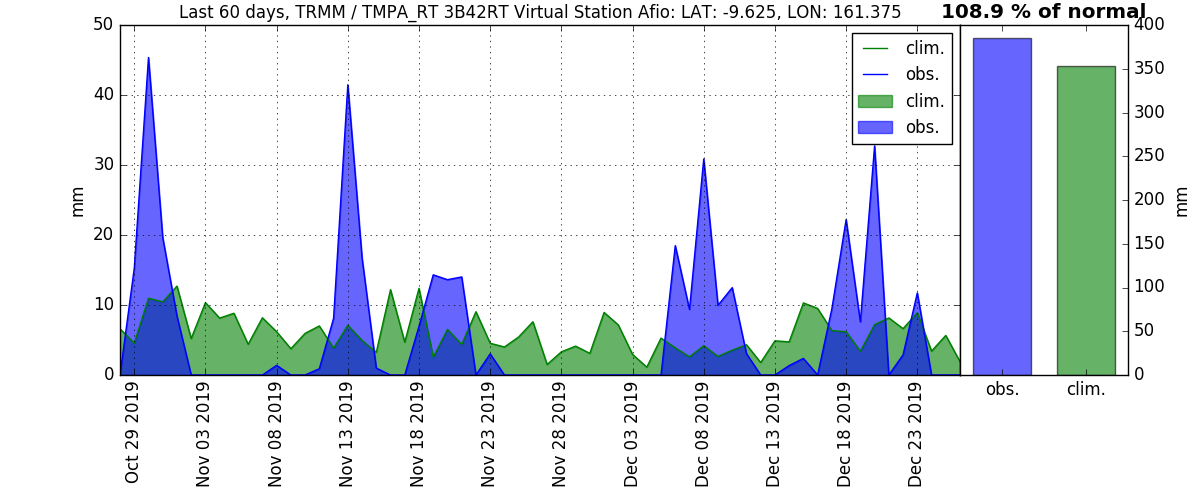 Last 60 days, TRMM / TMPA_RT 3B42RT Virtual Station Afio: LAT: -9.625, LON: 161.375
108.9 % of normal
50
40
30
20
10
0
mm
clim.
obs.
clim.
obs.
400
350
300
250
200
150
100
50
0
mm
obs.
clim.
Oct 29 2019
Nov 03 2019
Nov 08 2019
Nov 13 2019
Nov 18 2019
Nov 23 2019
Nov 28 2019
Dec 03 2019
Dec 08 2019
Dec 13 2019
Dec 18 2019
Dec 23 2019